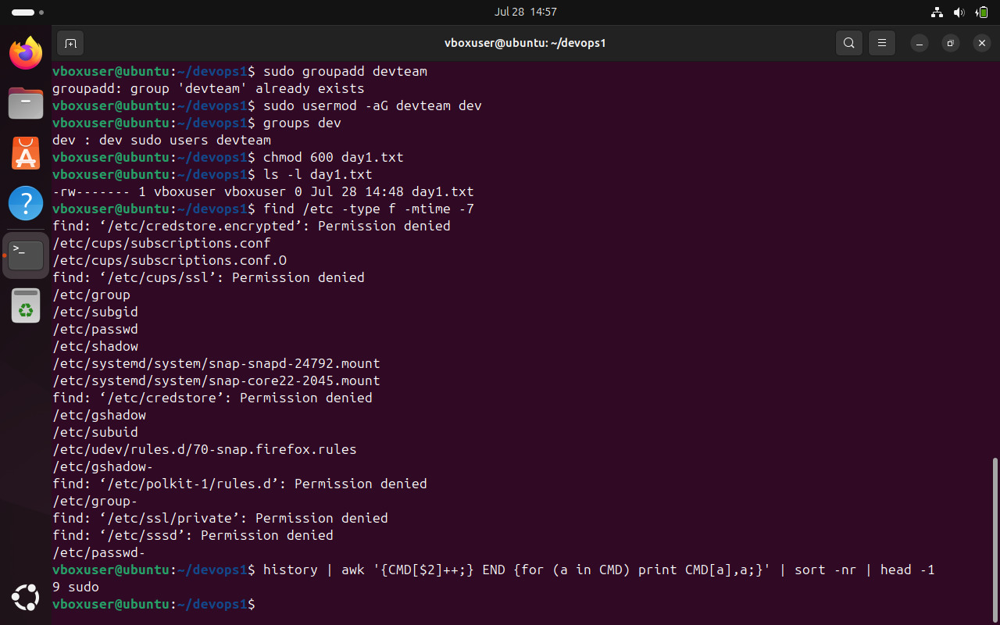 Jul 28 14:57
vboxuser@ubuntu: ~/devops1
vboxuser@ubuntu:~/devops1$ sudo groupadd devteam
groupadd: group 'devteam' already exists
vboxuser@ubuntu:~/devops1$ sudo usermod -aG devteam dev
vboxuser@ubuntu:~/devops1$ groups dev
dev : dev sudo users devteam
vboxuser@ubuntu:~/devops1$ chmod 600 day1.txt
vboxuser@ubuntu:~/devops1$ ls -l day1.txt
-rw------- 1 vboxuser vboxuser 0 Jul 28 14:48 day1.txt
vboxuser@ubuntu:~/devops1$ find /etc -type f -mtime -7
find: ‘/etc/credstore.encrypted’: Permission denied
/etc/cups/subscriptions.conf
/etc/cups/subscriptions.conf.O
find: ‘/etc/cups/ssl’: Permission denied
/etc/group
/etc/subgid
/etc/passwd
/etc/shadow
/etc/systemd/system/snap-snapd-24792.mount
/etc/systemd/system/snap-core22-2045.mount
find: ‘/etc/credstore’: Permission denied
/etc/gshadow
/etc/subuid
/etc/udev/rules.d/70-snap.firefox.rules
/etc/gshadow-
find: ‘/etc/polkit-1/rules.d’: Permission denied
/etc/group-
find: ‘/etc/ssl/private’: Permission denied
find: ‘/etc/sssd’: Permission denied
/etc/passwd-
vboxuser@ubuntu:~/devops1$ history | awk '{CMD[$2]++;} END {for (a in CMD) print CMD[a],a;}' | sort -nr | head -1
9 sudo
vboxuser@ubuntu:~/devops1$